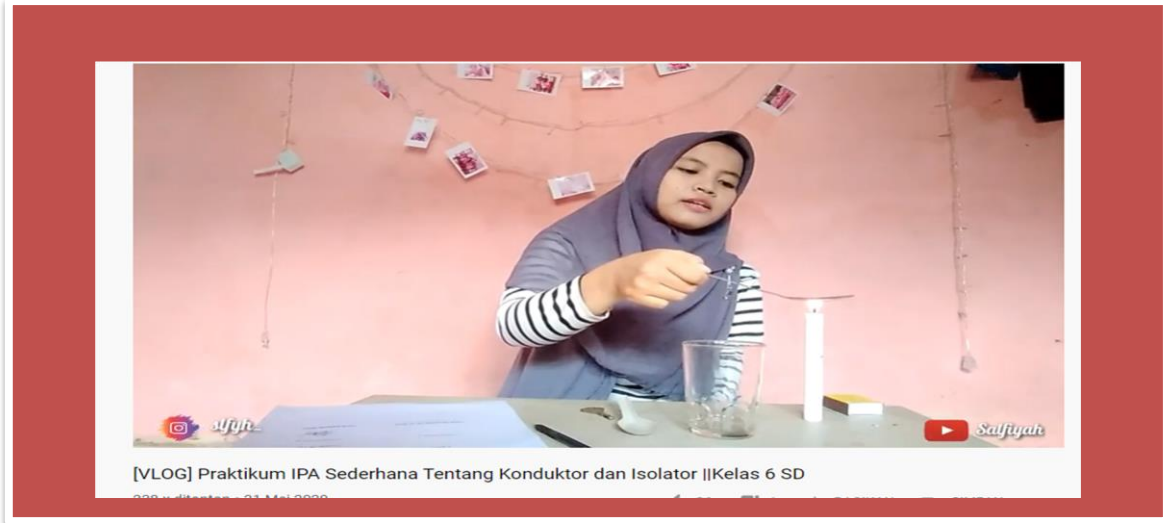 slfyh_
Salfiyah
[VLOG] Praktikum IPA Sederhana Tentang Konduktor dan Isolator ||Kelas 6 SD